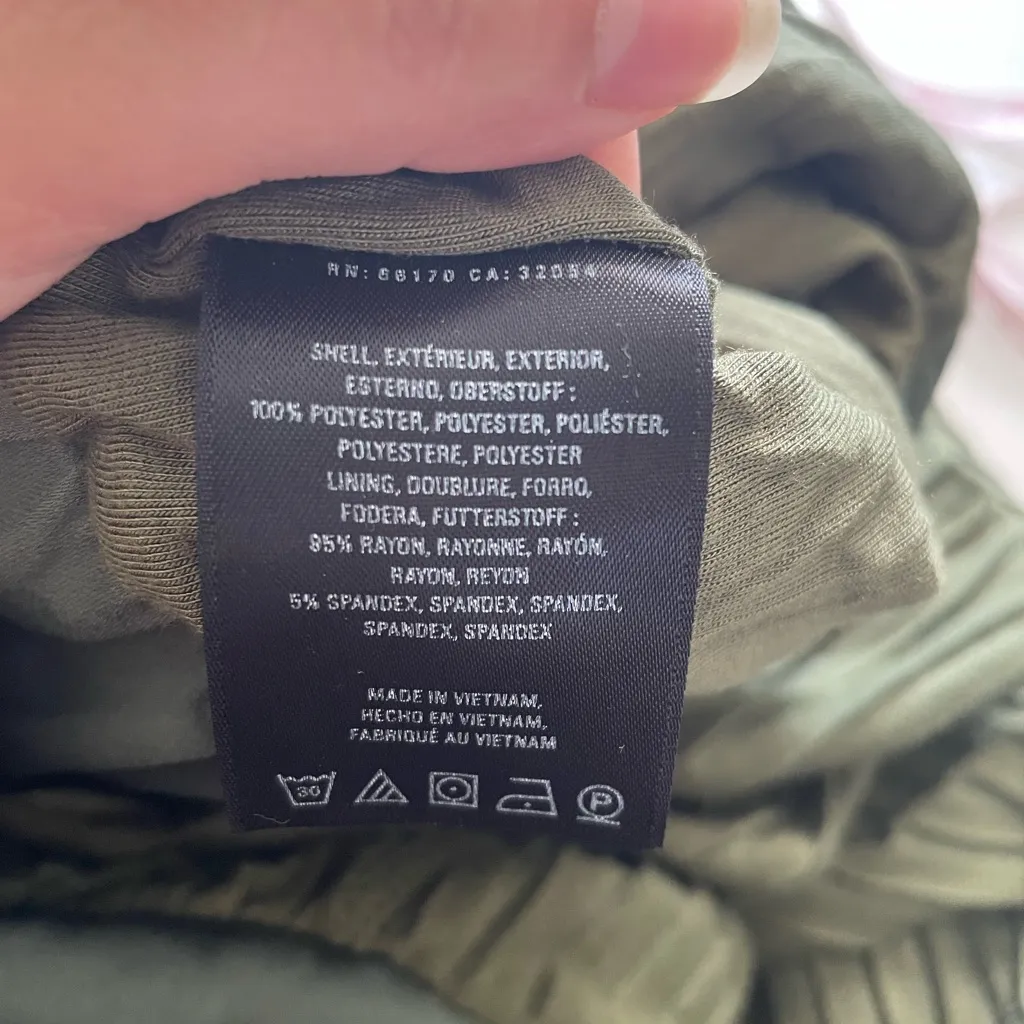 RN: 66170 CA: 32054
SHELL, EXTÉRIEUR, EXTERIOR,
ESTERNO, OBERSTOFF :
100% POLYESTER, POLYESTER, POLIÉSTER,
POLYESTERE, POLYESTER
LINING, DOUBLURE, FORRO,
FODERA, FUTTERSTOFF :
95% RAYON, RAYONNE, RAYÓN,
RAYON, REYON
5% SPANDEX, SPANDEX, SPANDEX,
SPANDEX, SPANDEX
MADE IN VIETNAM,
HECHO EN VIETNAM,
FABRIQUÉ AU VIETNAM
30 P